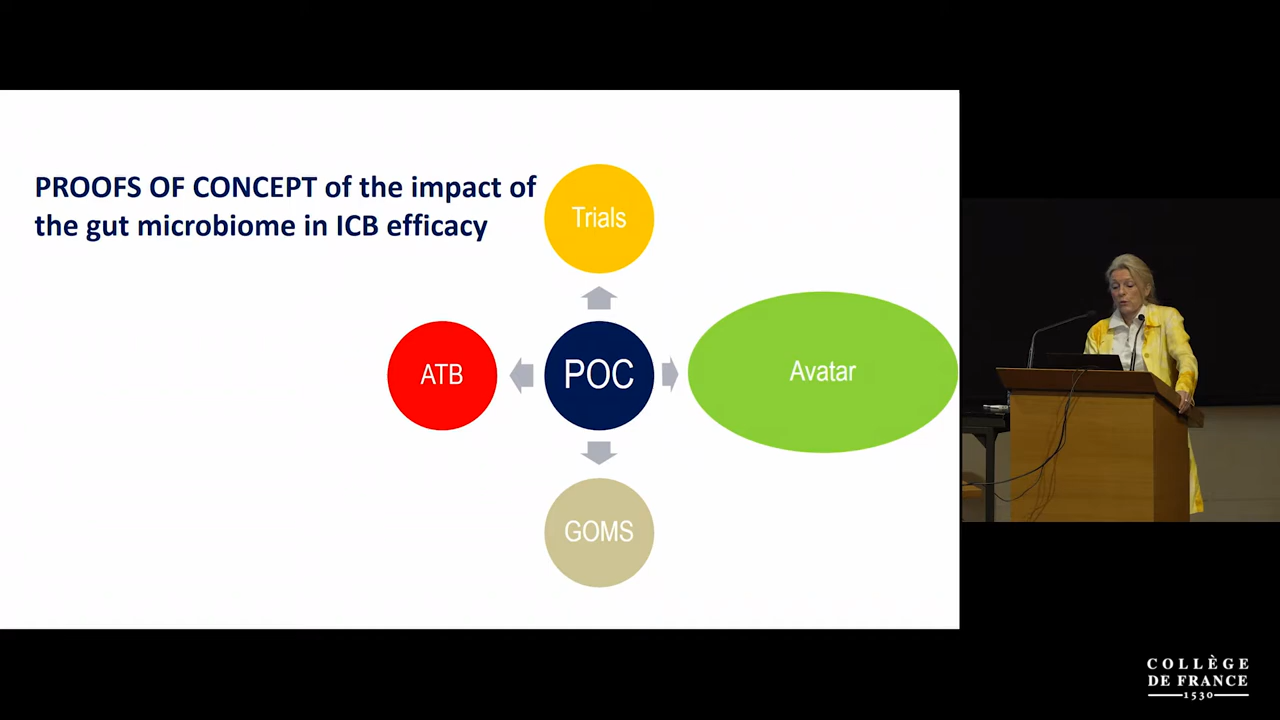 PROOFS OF CONCEPT of the impact of
the gut microbiome in ICB efficacy
Trials
ATB
POC
Avatar
GOMS
COLLÈGE
DE FRANCE
1530